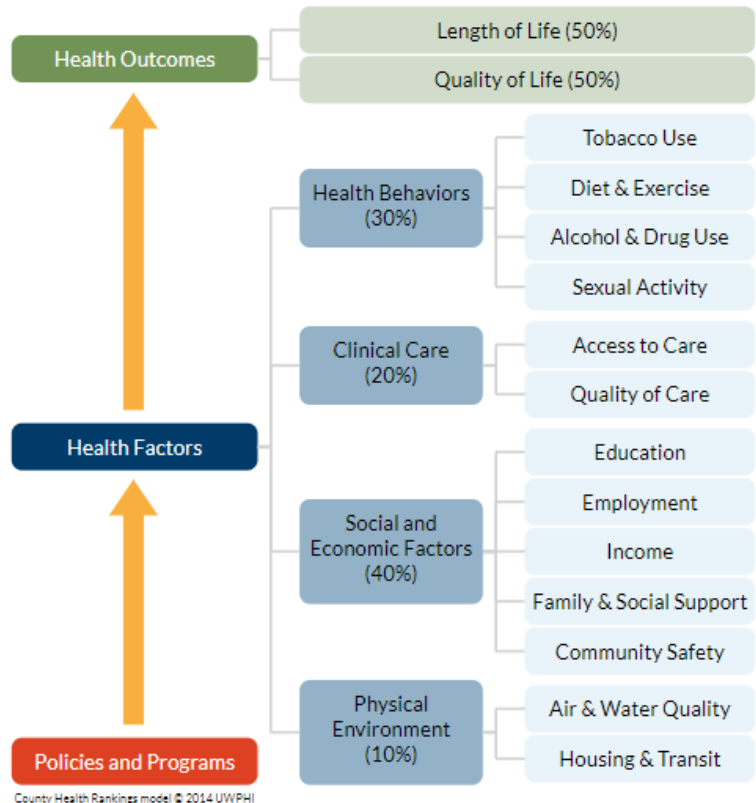 Health Outcomes
Length of Life (50%)
Quality of Life (50%)
Health Behaviors
(30%)
Tobacco Use
Diet & Exercise
Alcohol & Drug Use
Sexual Activity
Clinical Care
(20%)
Access to Care
Quality of Care
Health Factors
Social and
Economic Factors
(40%)
Education
Employment
Income
Family & Social Support
Community Safety
Physical
Environment
(10%)
Air & Water Quality
Housing & Transit
Policies and Programs
County Health Rankings model © 2014 UWPHI